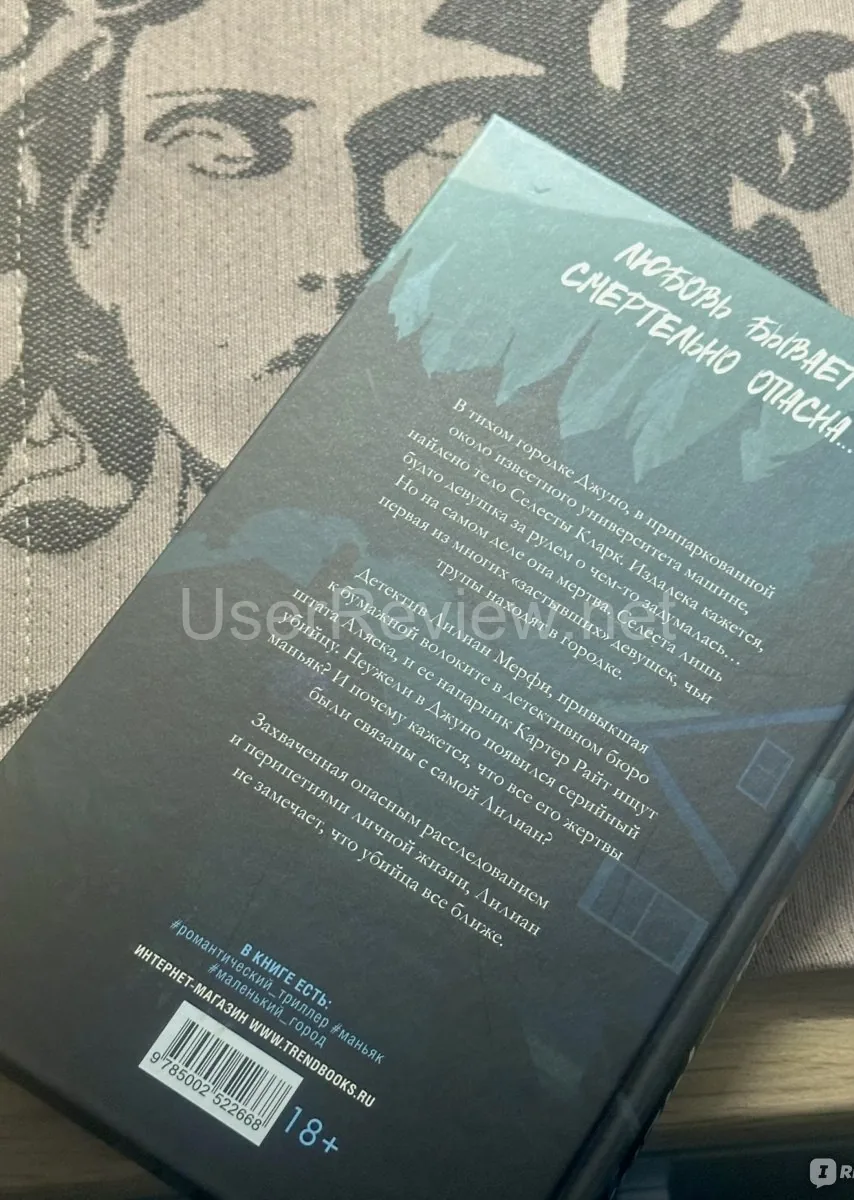 ЛЮБОВЬ БЫВАЕТ
СМЕРТЕЛЬНО ОПАСНА...
В тихом городке Джуно, в припаркованной
около известного университета машине,
найдено тело Селесты Кларк. Издалека кажется,
будто девушка за рулем о чем-то задумалась...
Но на самом деле она мертва. Селеста лишь
первая из многих «застывших» девушек, чьи
трупы находят в городке.
Детектив Лилиан Мерфи, привыкшая
к бумажной волоките в детективном бюро
штата Аляска, и ее напарник Картер Райт ищут
убийцу. Неужели в Джуно появился серийный
маньяк? И почему кажется, что все его жертвы
были связаны с самой Лилиан?
Захваченная опасным расследованием
и перипетиями личной жизни, Лилиан
не замечает, что убийца все ближе.
В КНИГЕ ЕСТЬ:
#романтический_триллер #маньяк
#маленький_город
ИНТЕРНЕТ-МАГАЗИН WWW.TRENDBOOKS.RU
9 785002 522668
18+
UserReview.net